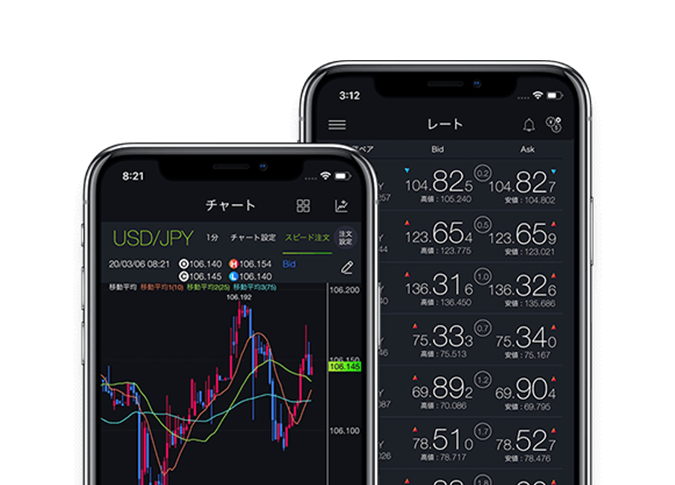 3:12
レート
ペア Bid Ask
104.825 0.2 104.827
高値 : 105.240 安値 : 104.802
123.654 0.5 123.659
高値 : 123.775 安値 : 123.021
136.316 1.0 136.326
高値 : 136.450 安値 : 135.686
75.333 0.7 75.340
高値 : 75.513 安値 : 75.167
69.892 1.2 69.904
高値 : 70.086 安値 : 69.795
78.510 1.7 78.527
高値 : 78.717 安値 : 78.476
8:21
チャート
USD/JPY 1分 チャート設定 スピード注文 注文設定
20/03/06 08:21 O 106.140 H 106.154 Bid
C 106.145 L 106.140
移動平均 移動平均1(10) 移動平均2(25) 移動平均3(75)
106.192
106.200
106.150
106.145
106.100